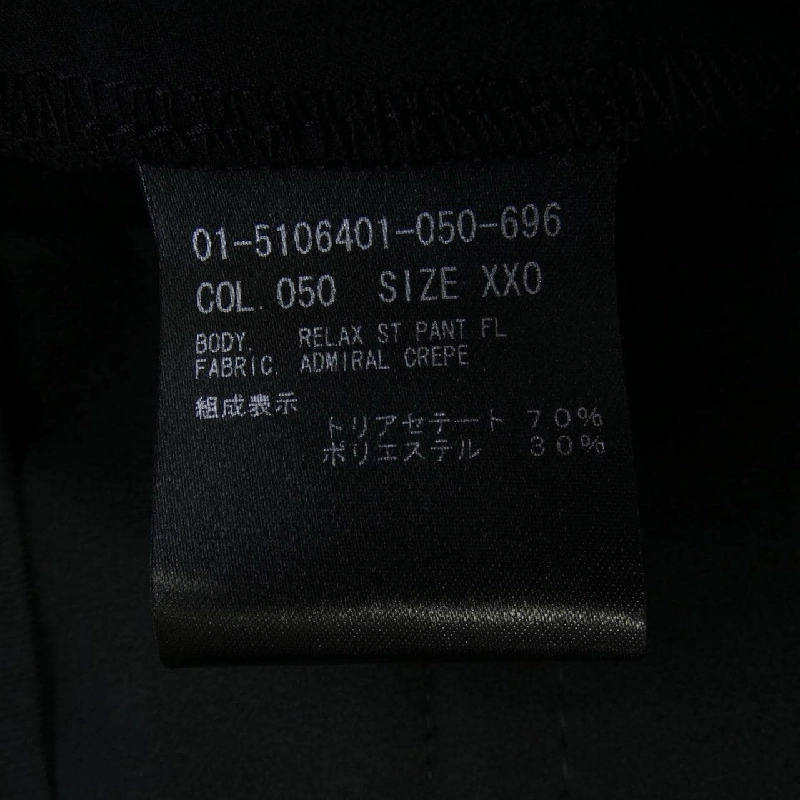 01-5106401-050-696
COL. 050 SIZE XXO
BODY. RELAX ST PANT FL
FABRIC. ADMIRAL CREPE
組成表示
トリアセテート 70%
ポリエステル 30%